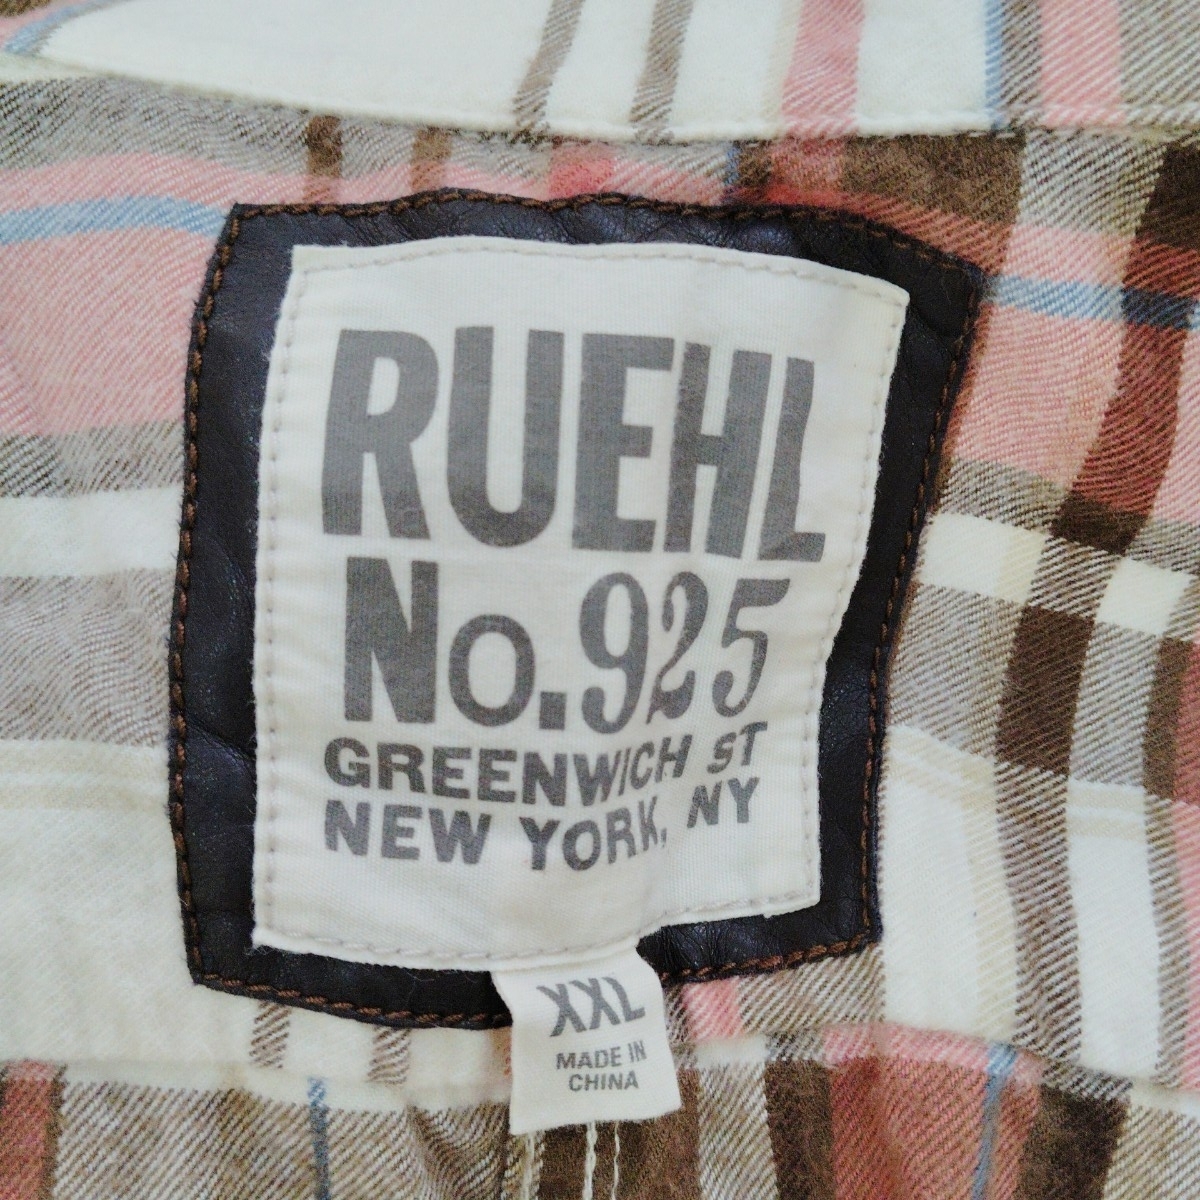 RUEHL
No.925
GREENWICH ST
NEW YORK, NY
XXL
MADE IN
CHINA